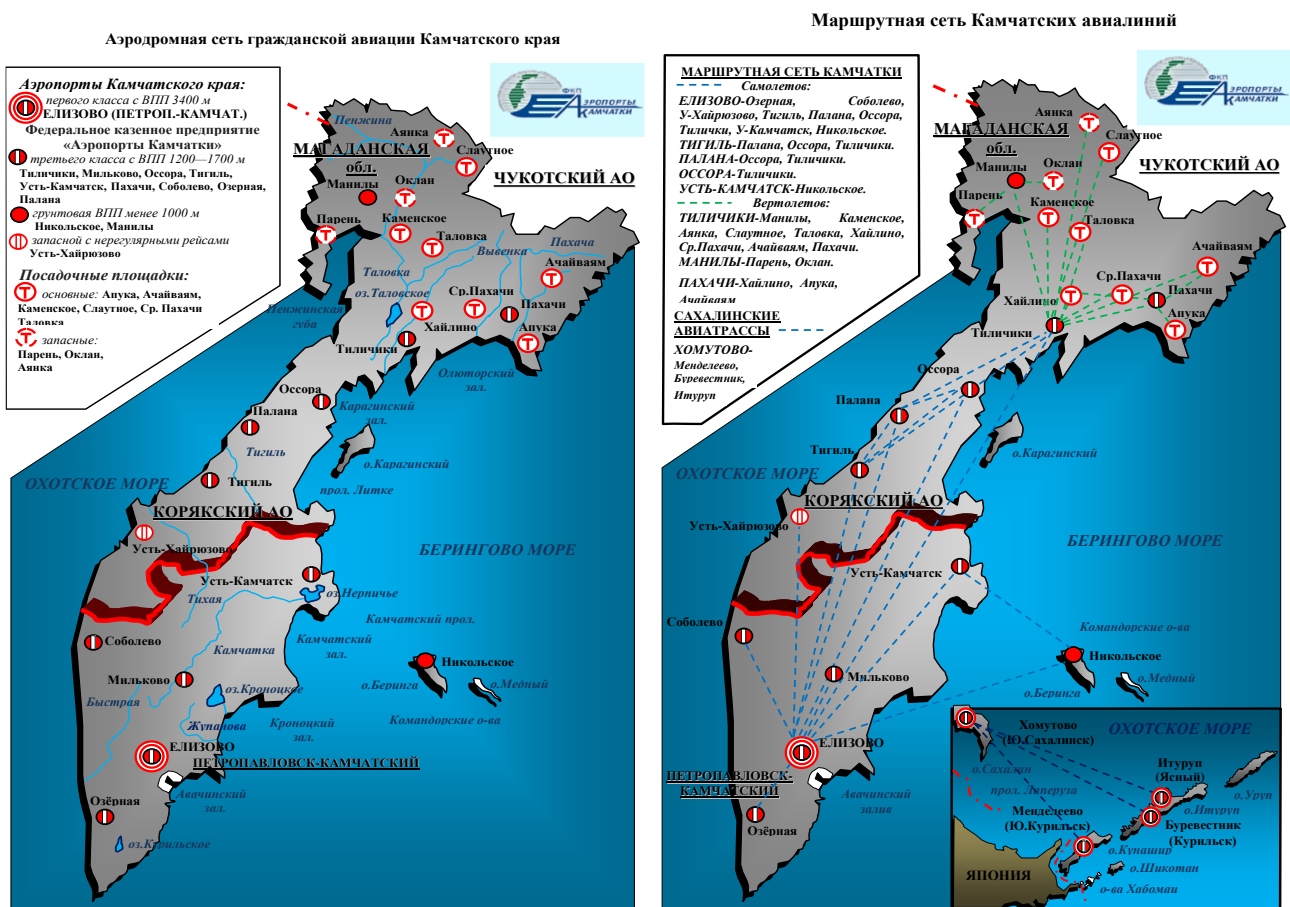 Аэродромная сеть гражданской авиации Камчатского края
Аэропорты Камчатского края:
первого класса с ВПП 3400 м
ЕЛИЗОВО (ПЕТРОП.-КАМЧАТ.)
Федеральное казенное предприятие
«Аэропорты Камчатки»
третьего класса с ВПП 1200—1700 м
Тиличики, Мильково, Оссора, Тигиль,
Усть-Камчатск, Пахачи, Соболево, Озерная,
Палана
грунтовая ВПП менее 1000 м
Никольское, Манилы
запасной с нерегулярными рейсами
Усть-Хайрюзово
Посадочные площадки:
основные: Апука, Ачайваям,
Каменское, Слаутное, Ср. Пахачи
Таловка
запасные:
Парень, Оклан,
Аянка
ФКП
АЭРОПОРТЫ
КАМЧАТКИ
Пенжина
Аянка
МАГАДАНСКАЯ
обл.
Слаутное
ЧУКОТСКИЙ АО
Манилы
Оклан
Парень
Каменское
Таловка
Вывенка
Пахача
Ачайваям
Таловка
оз.Таловское
Ср.Пахачи
Пахачи
Пенжинская
губа
Хайлино
Апука
Тиличики
Олюторский
зал.
Оссора
Карагинский
зал.
Палана
Тигиль
о.Карагинский
Тигиль
прол. Литке
ОХОТСКОЕ МОРЕ
КОРЯКСКИЙ АО
Усть-Хайрюзово
БЕРИНГОВО МОРЕ
Усть-Камчатск
оз.Нерпичье
Тихая
Камчатский прол.
Соболево
Камчатский
зал.
Камчатка
Никольское
Мильково
оз.Кроноцкое
о.Беринга
о.Медный
Быстрая
Жупанова
Кроноцкий
зал.
Командорские о-ва
ЕЛИЗОВО
ПЕТРОПАВЛОВСК-КАМЧАТСКИЙ
Авачинский
зал.
Озёрная
оз.Курильское
Маршрутная сеть Камчатских авиалиний
МАРШРУТНАЯ СЕТЬ КАМЧАТКИ
Самолетов:
ЕЛИЗОВО-Озерная, Соболево,
У-Хайрюзово, Тигиль, Палана, Оссора,
Тиличики, У-Камчатск, Никольское.
ТИГИЛЬ-Палана, Оссора, Тиличики.
ПАЛАНА-Оссора, Тиличики.
ОССОРА-Тиличики.
УСТЬ-КАМЧАТСК-Никольское.
Вертолетов:
ТИЛИЧИКИ-Манилы, Каменское,
Аянка, Слаутное, Таловка, Хайлино,
Ср.Пахачи, Ачайваям, Пахачи.
МАНИЛЫ-Парень, Оклан.
ПАХАЧИ-Хайлино, Апука,
Ачайваям
САХАЛИНСКИЕ
АВИАТРАССЫ
ХОМУТОВО-
Менделеево,
Буревестник,
Итуруп
ФКП
АЭРОПОРТЫ
КАМЧАТКИ
Аянка
МАГАДАНСКАЯ
обл.
Слаутное
ЧУКОТСКИЙ АО
Манилы
Оклан
Парень
Каменское
Таловка
Ачайваям
Ср.Пахачи
Пахачи
Хайлино
Апука
Тиличики
Оссора
Палана
Тигиль
о.Карагинский
ОХОТСКОЕ МОРЕ
КОРЯКСКИЙ АО
Усть-Хайрюзово
БЕРИНГОВО МОРЕ
Усть-Камчатск
Соболево
Командорские о-ва
Никольское
Мильково
о.Медный
о.Беринга
ЕЛИЗОВО
ПЕТРОПАВЛОВСК-
КАМЧАТСКИЙ
Авачинский
залив
Озёрная
Хомутово
(Ю.Сахалинск)
ОХОТСКОЕ МОРЕ
о.Сахалин
Итуруп
(Ясный)
прол. Лаперуза
о.Уруп
Менделеево
(Ю.Курильск)
о.Итуруп
Буревестник
(Курильск)
о.Кунашир
ЯПОНИЯ
о.Шикотан
о-ва Хабомаи